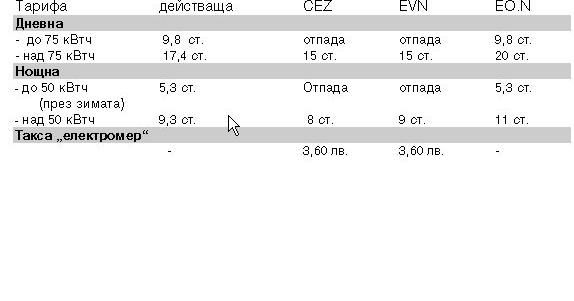 Тарифа действаща CEZ EVN EO.N
Дневна
- до 75 кВтч 9,8 ст. отпада отпада 9,8 ст.
- над 75 кВтч 17,4 ст. 15 ст. 15 ст. 20 ст.
Нощна
- до 50 кВтч 5,3 ст. Отпада отпада 5,3 ст.
(през зимата)
- над 50 кВтч 9,3 ст. 8 ст. 9 ст. 11 ст.
Такса „електромер“
- 3,60 лв. 3,60 лв. -